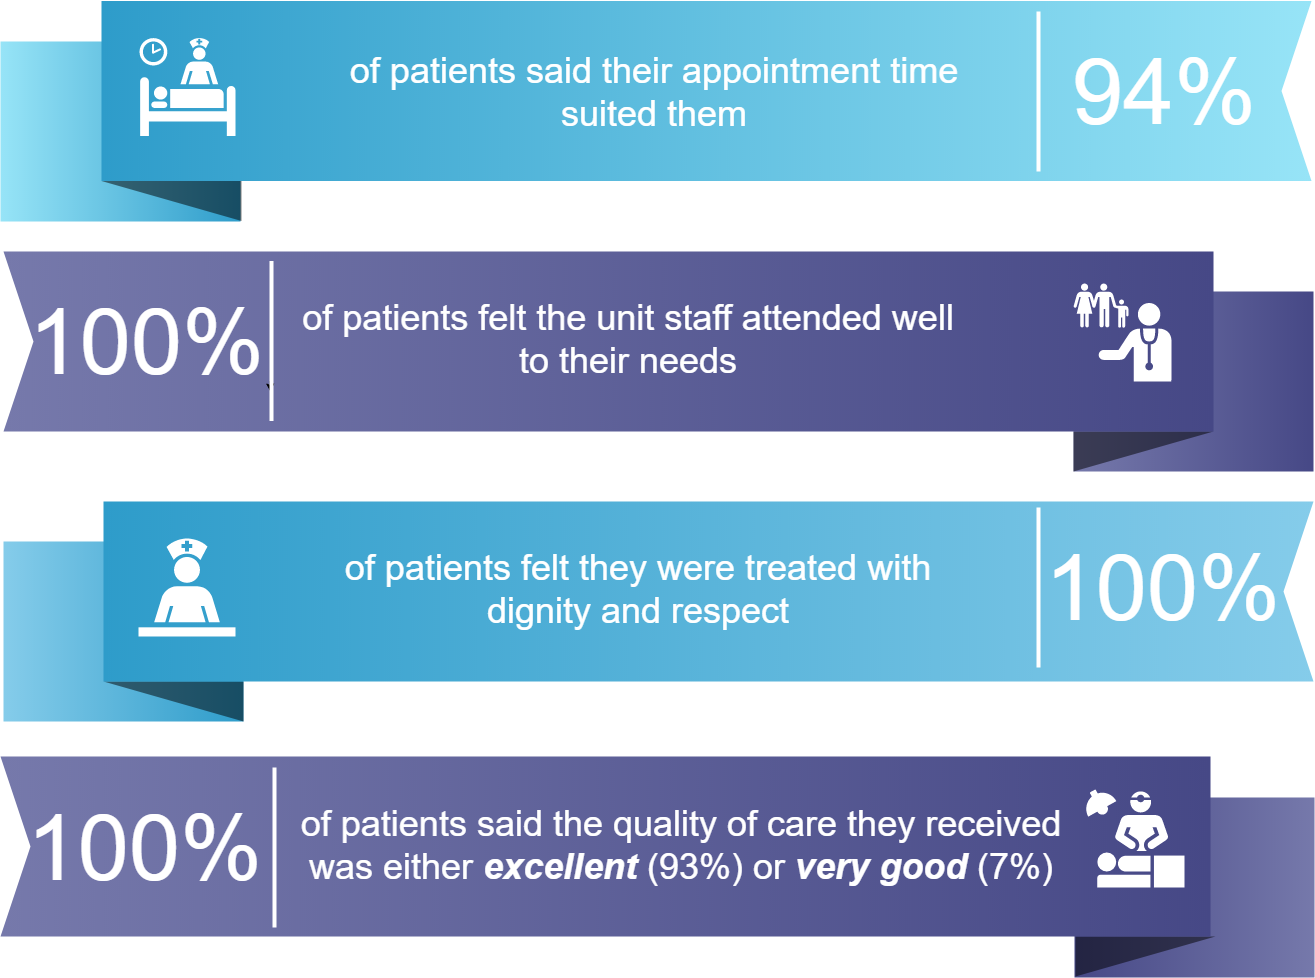 of patients said their appointment time
suited them
94%
100%
of patients felt the unit staff attended well
to their needs
of patients felt they were treated with
dignity and respect
100%
100%
of patients said the quality of care they received
was either excellent (93%) or very good (7%)